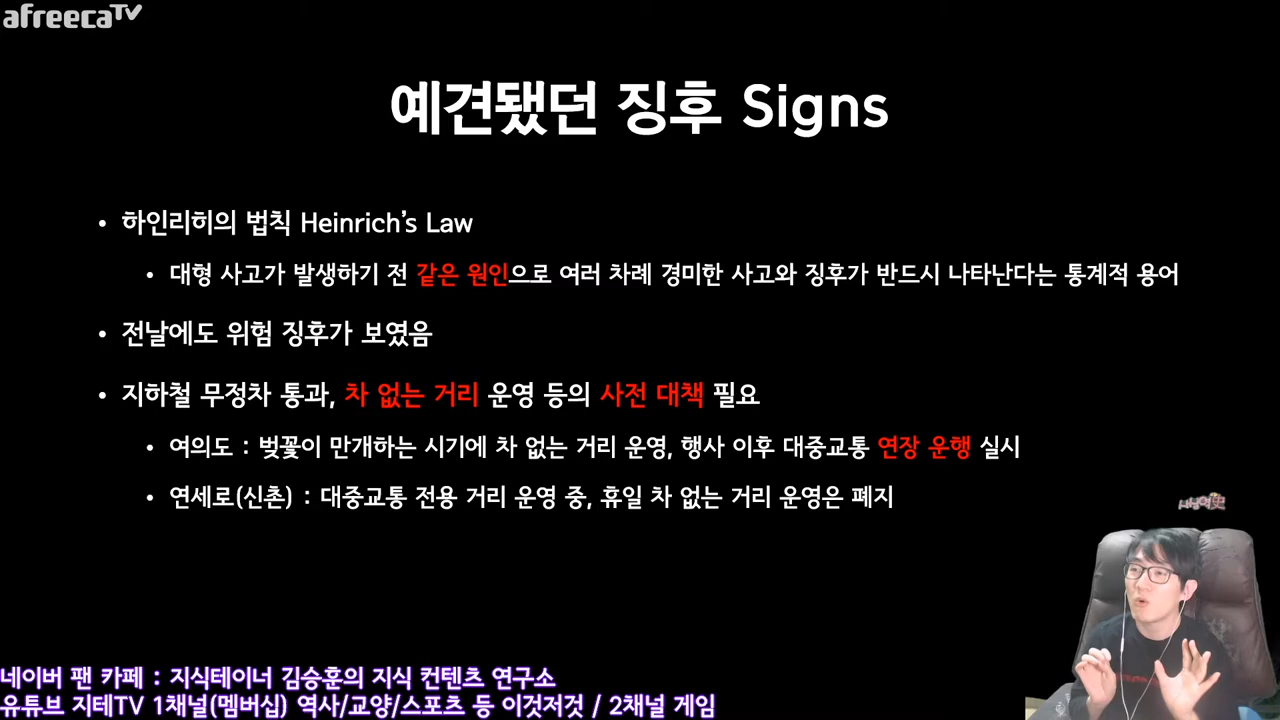 afreecaTV
예견됐던 징후 Signs
• 하인리히의 법칙 Heinrich's Law
• 대형 사고가 발생하기 전 같은 원인으로 여러 차례 경미한 사고와 징후가 반드시 나타난다는 통계적 용어
• 전날에도 위험 징후가 보였음
• 지하철 무정차 통과, 차 없는 거리 운영 등의 사전 대책 필요
• 여의도 : 벚꽃이 만개하는 시기에 차 없는 거리 운영, 행사 이후 대중교통 연장 운행 실시
• 연세로(신촌) : 대중교통 전용 거리 운영 중, 휴일 차 없는 거리 운영은 폐지
네이버 팬 카페 : 지식테이너 김승훈의 지식 컨텐츠 연구소
유튜브 지테TV 1채널(멤버십) 역사/교양/스포츠 등 이것저것 / 2채널 게임